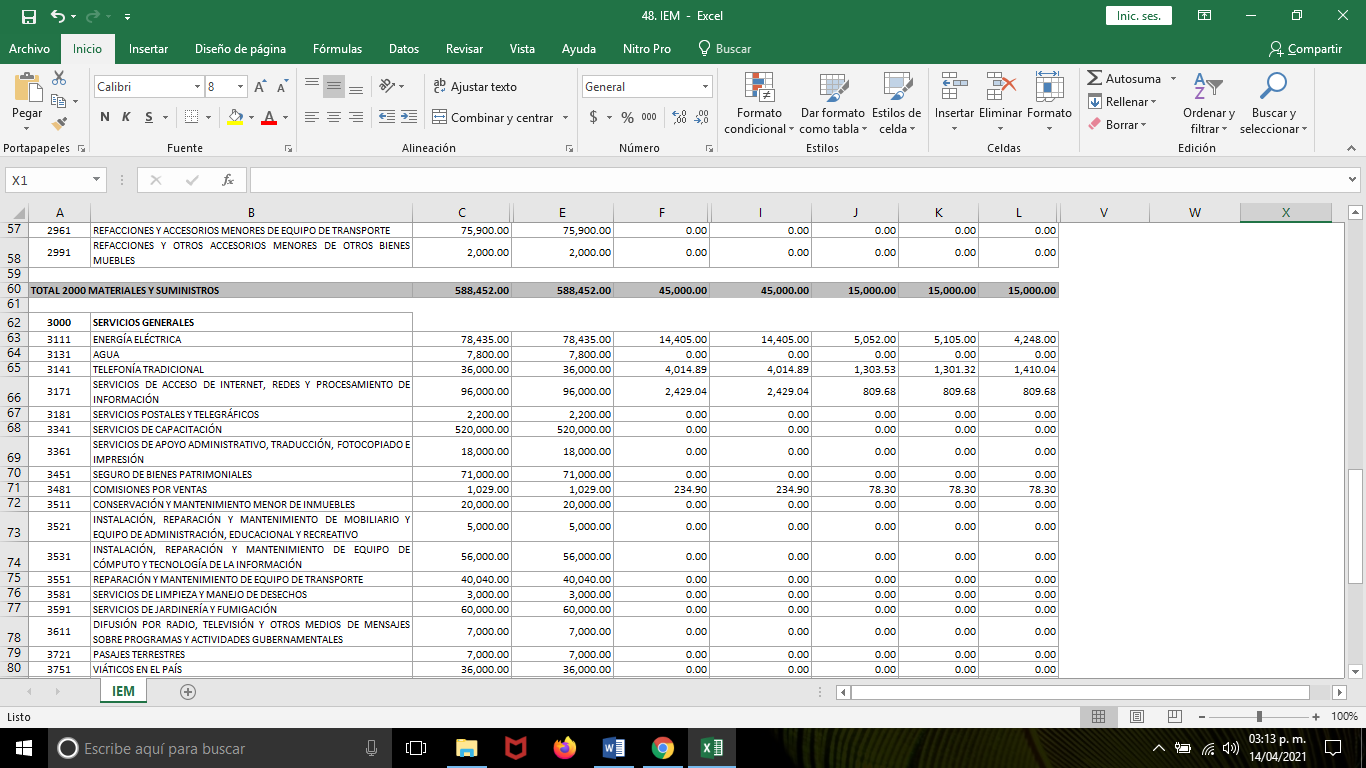 48. IEM - Excel
Inic. ses.
Archivo Inicio Insertar Diseño de página Fórmulas Datos Revisar Vista Ayuda Nitro Pro Buscar Compartir
Pegar
Calibri 8
N K S
ab Ajustar texto
Combinar y centrar
General
$ % 000
Formato condicional
Dar formato como tabla
Estilos de celda
Insertar Eliminar Formato
Autosuma
Rellenar
Borrar
Ordenar y filtrar
Buscar y seleccionar
Portapapeles Fuente Alineación Número Estilos Celdas Edición
X1 fx
A B C E F I J K L V W X
57 2961 REFACCIONES Y ACCESORIOS MENORES DE EQUIPO DE TRANSPORTE 75,900.00 75,900.00 0.00 0.00 0.00 0.00 0.00
58 2991 REFACCIONES Y OTROS ACCESORIOS MENORES DE OTROS BIENES MUEBLES 2,000.00 2,000.00 0.00 0.00 0.00 0.00 0.00
59
60 TOTAL 2000 MATERIALES Y SUMINISTROS 588,452.00 588,452.00 45,000.00 45,000.00 15,000.00 15,000.00 15,000.00
61
62 3000 SERVICIOS GENERALES
63 3111 ENERGÍA ELÉCTRICA 78,435.00 78,435.00 14,405.00 14,405.00 5,052.00 5,105.00 4,248.00
64 3131 AGUA 7,800.00 7,800.00 0.00 0.00 0.00 0.00 0.00
65 3141 TELEFONÍA TRADICIONAL 36,000.00 36,000.00 4,014.89 4,014.89 1,303.53 1,301.32 1,410.04
66 3171 SERVICIOS DE ACCESO DE INTERNET, REDES Y PROCESAMIENTO DE INFORMACIÓN 96,000.00 96,000.00 2,429.04 2,429.04 809.68 809.68 809.68
67 3181 SERVICIOS POSTALES Y TELEGRÁFICOS 2,200.00 2,200.00 0.00 0.00 0.00 0.00 0.00
68 3341 SERVICIOS DE CAPACITACIÓN 520,000.00 520,000.00 0.00 0.00 0.00 0.00 0.00
69 3361 SERVICIOS DE APOYO ADMINISTRATIVO, TRADUCCIÓN, FOTOCOPIADO E IMPRESIÓN 18,000.00 18,000.00 0.00 0.00 0.00 0.00 0.00
70 3451 SEGURO DE BIENES PATRIMONIALES 71,000.00 71,000.00 0.00 0.00 0.00 0.00 0.00
71 3481 COMISIONES POR VENTAS 1,029.00 1,029.00 234.90 234.90 78.30 78.30 78.30
72 3511 CONSERVACIÓN Y MANTENIMIENTO MENOR DE INMUEBLES 20,000.00 20,000.00 0.00 0.00 0.00 0.00 0.00
73 3521 INSTALACIÓN, REPARACIÓN Y MANTENIMIENTO DE MOBILIARIO Y EQUIPO DE ADMINISTRACIÓN, EDUCACIONAL Y RECREATIVO 5,000.00 5,000.00 0.00 0.00 0.00 0.00 0.00
74 3531 INSTALACIÓN, REPARACIÓN Y MANTENIMIENTO DE EQUIPO DE CÓMPUTO Y TECNOLOGÍA DE LA INFORMACIÓN 56,000.00 56,000.00 0.00 0.00 0.00 0.00 0.00
75 3551 REPARACIÓN Y MANTENIMIENTO DE EQUIPO DE TRANSPORTE 40,040.00 40,040.00 0.00 0.00 0.00 0.00 0.00
76 3581 SERVICIOS DE LIMPIEZA Y MANEJO DE DESECHOS 3,000.00 3,000.00 0.00 0.00 0.00 0.00 0.00
77 3591 SERVICIOS DE JARDINERÍA Y FUMIGACIÓN 60,000.00 60,000.00 0.00 0.00 0.00 0.00 0.00
78 3611 DIFUSIÓN POR RADIO, TELEVISIÓN Y OTROS MEDIOS DE MENSAJES SOBRE PROGRAMAS Y ACTIVIDADES GUBERNAMENTALES 7,000.00 7,000.00 0.00 0.00 0.00 0.00 0.00
79 3721 PASAJES TERRESTRES 7,000.00 7,000.00 0.00 0.00 0.00 0.00 0.00
80 3751 VIÁTICOS EN EL PAÍS 36,000.00 36,000.00 0.00 0.00 0.00 0.00 0.00
IEM
Listo 100%
Escribe aquí para buscar
03:13 p. m.
14/04/2021